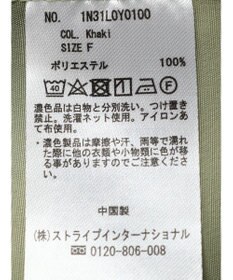 NO. 1N31L0Y0100
COL. Khaki
SIZE F
ポリエステル 100%
40
濃色品は白物と分別洗い。つけ置き
禁止。洗濯ネット使用。アイロンあ
て布使用。
・濃色製品は摩擦や汗、雨等で濡れ
た際に他の衣類や小物類に色が移
る事がありますのでご注意下さい。
中国製
(株)ストライプインターナショナル
☏ 0120-806-008